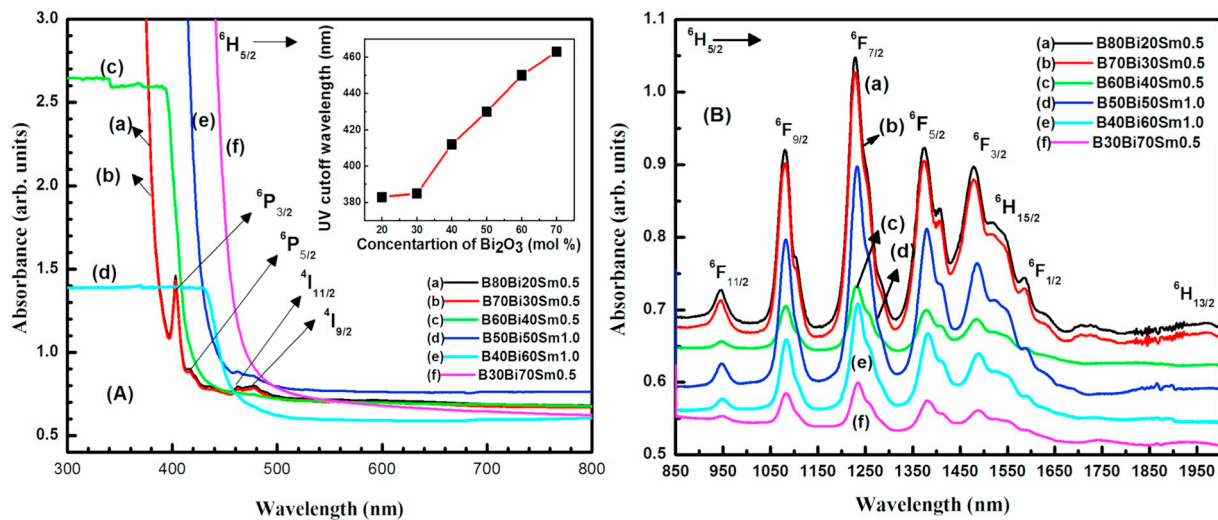 3.0
2.5
2.0
1.5
1.0
0.5
Absorbance (arb. units)
300 400 500 600 700 800
Wavelength (nm)
(c)
(a)
(b)
(d)
(e)
(f)
(A)
⁶H₅/₂
⁶P₃/₂
⁶P₅/₂
⁴I₁₁/₂
⁴I₉/₂
UV cutoff wavelength (nm)
460
440
420
400
380
20 30 40 50 60 70
Concentartion of Bi₂O₃ (mol %)
(a) B80Bi20Sm0.5
(b) B70Bi30Sm0.5
(c) B60Bi40Sm0.5
(d) B50Bi50Sm1.0
(e) B40Bi60Sm1.0
(f) B30Bi70Sm0.5
1.1
1.0
0.9
0.8
0.7
0.6
0.5
Absorbance (arb. units)
850 950 1050 1150 1250 1350 1450 1550 1650 1750 1850 1950
Wavelength (nm)
⁶H₅/₂
(B)
⁶F₁₁/₂
⁶F₉/₂
⁶F₇/₂
⁶F₅/₂
⁶F₃/₂
⁶H₁₅/₂
⁶F₁/₂
⁶H₁₃/₂
(a)
(b)
(c)
(d)
(e)
(f)
(a) B80Bi20Sm0.5
(b) B70Bi30Sm0.5
(c) B60Bi40Sm0.5
(d) B50Bi50Sm1.0
(e) B40Bi60Sm1.0
(f) B30Bi70Sm0.5